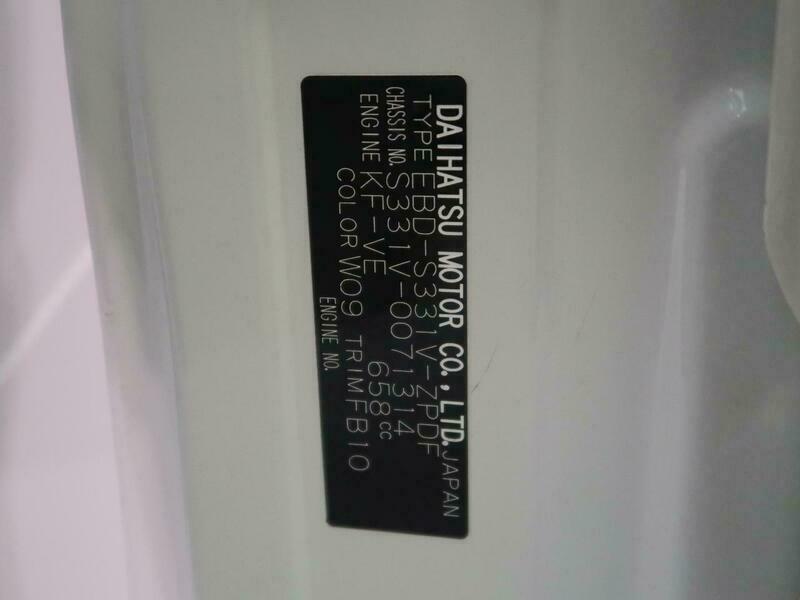 DAIHATSU MOTOR CO., LTD. JAPAN
TYPE EBD-S331V-ZPDF
CHASSIS NO. S331V-0071314
ENGINE KF-VE 658cc
COLOR W09 TRIM FB10
ENGINE NO.